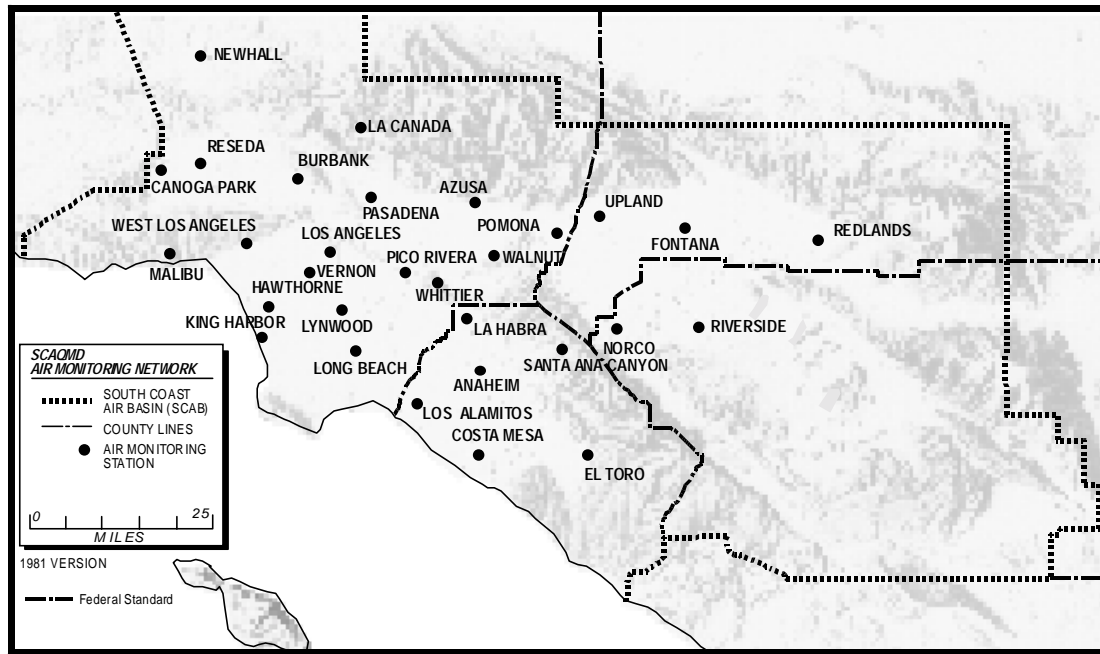 NEWHALL
LA CANADA
RESEDA
BURBANK
CANOGA PARK
AZUSA
PASADENA
UPLAND
POMONA
WEST LOS ANGELES
LOS ANGELES
FONTANA
REDLANDS
PICO RIVERA
WALNUT
MALIBU
VERNON
HAWTHORNE
WHITTIER
KING HARBOR
LYNWOOD
LA HABRA
RIVERSIDE
NORCO
LONG BEACH
SANTA ANA CANYON
ANAHEIM
LOS ALAMITOS
COSTA MESA
EL TORO
SCAQMD
AIR MONITORING NETWORK
SOUTH COAST
AIR BASIN (SCAB)
COUNTY LINES
AIR MONITORING
STATION
0 25
MILES
1981 VERSION
Federal Standard